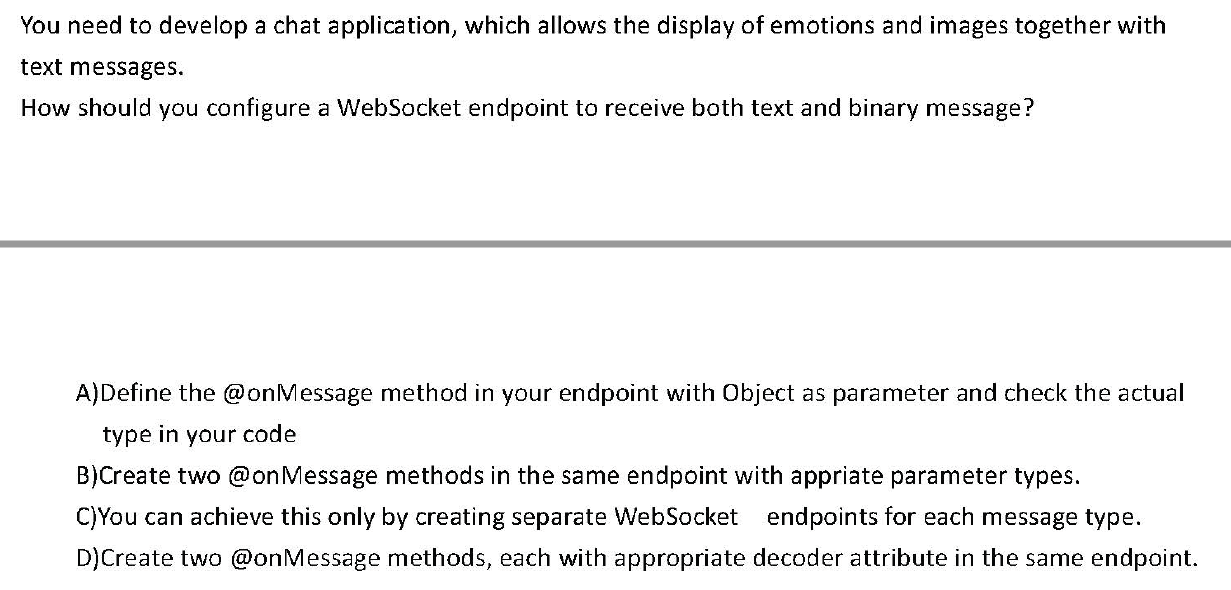 You need to develop a chat application, which allows the display of emotions and images together with
text messages.
How should you configure a WebSocket endpoint to receive both text and binary message?
A)Define the @onMessage method in your endpoint with Object as parameter and check the actual
type in your code
B)Create two @onMessage methods in the same endpoint with appriate parameter types.
C)You can achieve this only by creating separate WebSocket endpoints for each message type.
D)Create two @onMessage methods, each with appropriate decoder attribute in the same endpoint.